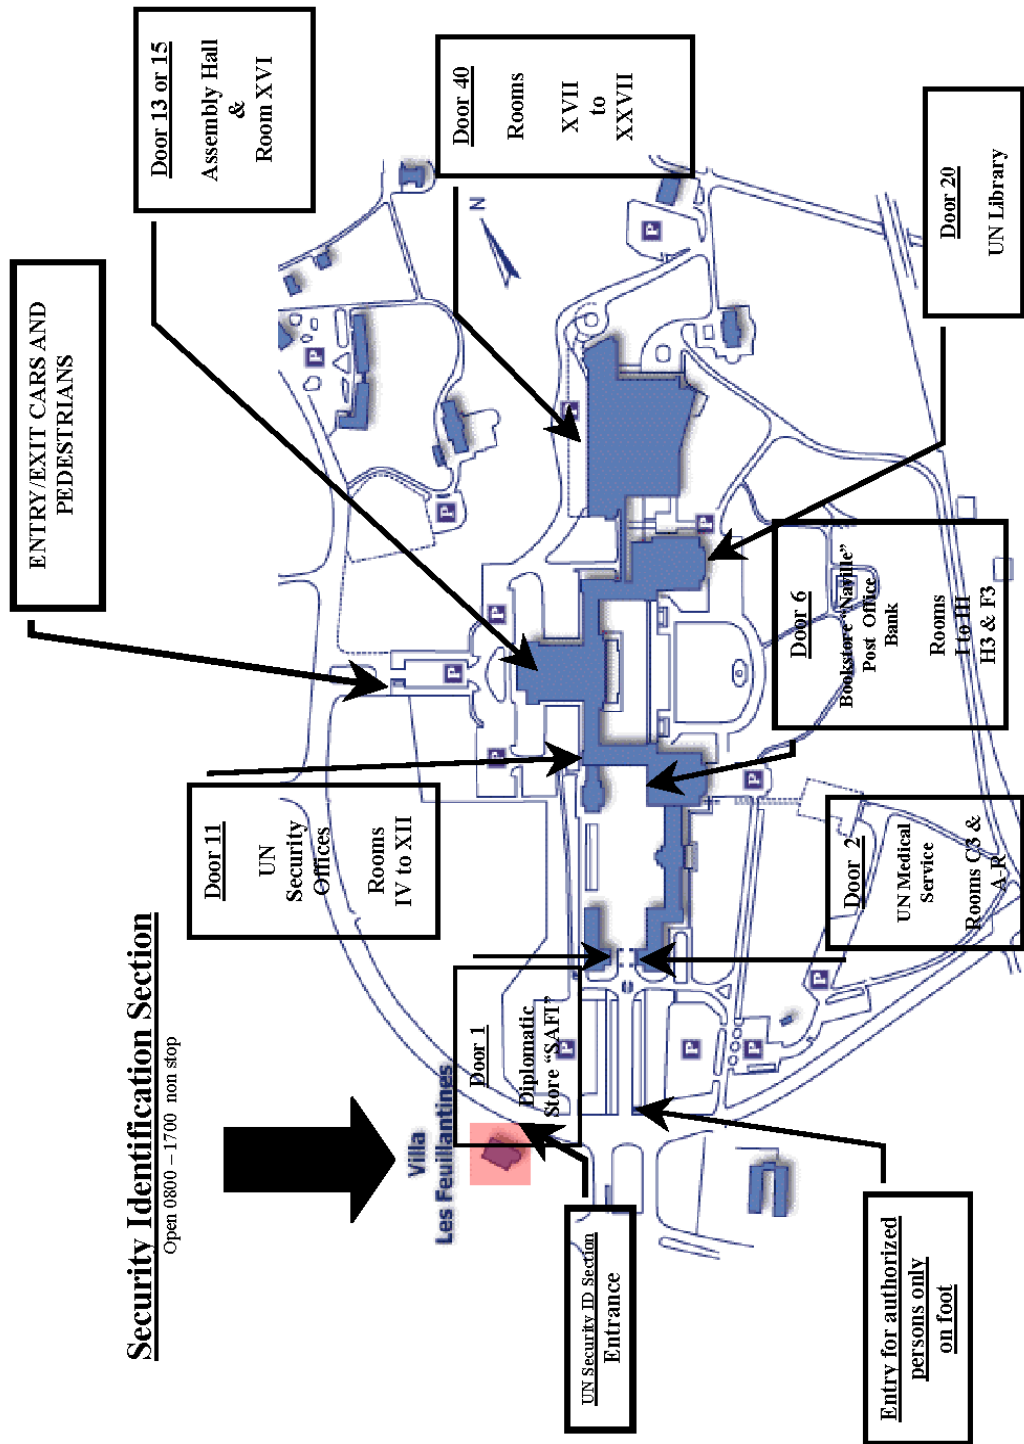 Security Identification Section
Open 0800 – 1700  non stop
ENTRY/EXIT CARS AND
PEDESTRIANS
Door 13 or 15
Assembly Hall
&
Room XVI
Door 11
UN
Security
Offices
Rooms
IV to XII
Door 40
Rooms
XVII
to
XXVII
N
Villa
Les Feuillantines
Door 1
Diplomatic
Store “SAFI”
UN Security ID Section
Entrance
Door 6
Bookstore “Naville”
Post Office
Bank
Rooms
I to III
H3 & F3
Door 2
UN Medical
Service
Rooms C3 &
A-R
Door 20
UN Library
Entry for authorized
persons only
on foot
P
P
P
P
P
P
P
P
P
P
P
P
P